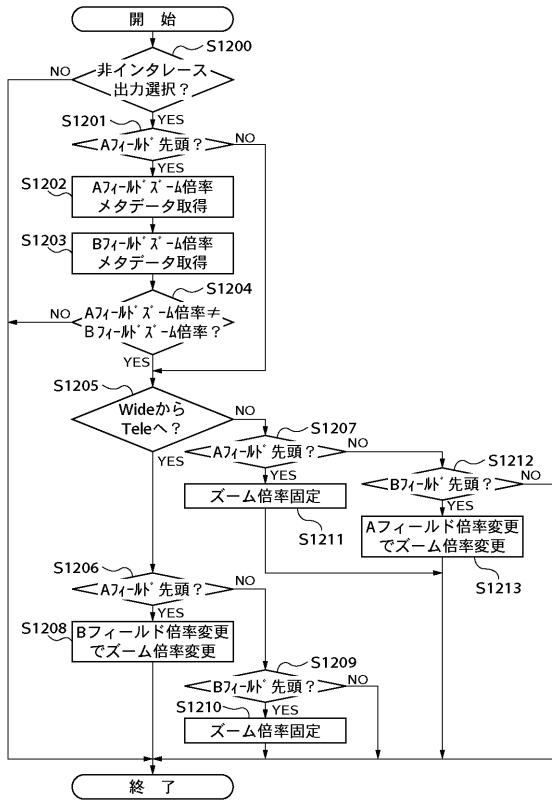 開　始
S1200
非インタレース
出力選択？
NO
YES
S1201
Aﾌｨｰﾙﾄﾞ先頭？
NO
YES
S1202
Aﾌｨｰﾙﾄﾞｽﾞｰﾑ倍率
メタデータ取得
S1203
Bﾌｨｰﾙﾄﾞｽﾞｰﾑ倍率
メタデータ取得
S1204
Aﾌｨｰﾙﾄﾞｽﾞｰﾑ倍率≠
Bﾌｨｰﾙﾄﾞｽﾞｰﾑ倍率？
NO
YES
S1205
Wideから
Teleへ？
NO
YES
S1207
Aﾌｨｰﾙﾄﾞ先頭？
NO
YES
S1212
Bﾌｨｰﾙﾄﾞ先頭？
NO
YES
ズーム倍率固定
S1211
Aフィールド倍率変更
でズーム倍率変更
S1213
S1206
Aﾌｨｰﾙﾄﾞ先頭？
NO
YES
S1208
Bフィールド倍率変更
でズーム倍率変更
S1209
Bﾌｨｰﾙﾄﾞ先頭？
NO
YES
S1210
ズーム倍率固定
終　了